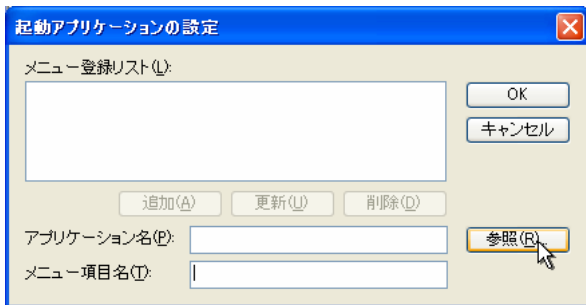 起動アプリケーションの設定
メニュー登録リスト(L):
OK
キャンセル
追加(A) 更新(U) 削除(D)
アプリケーション名(P): 参照(R)...
メニュー項目名(T):